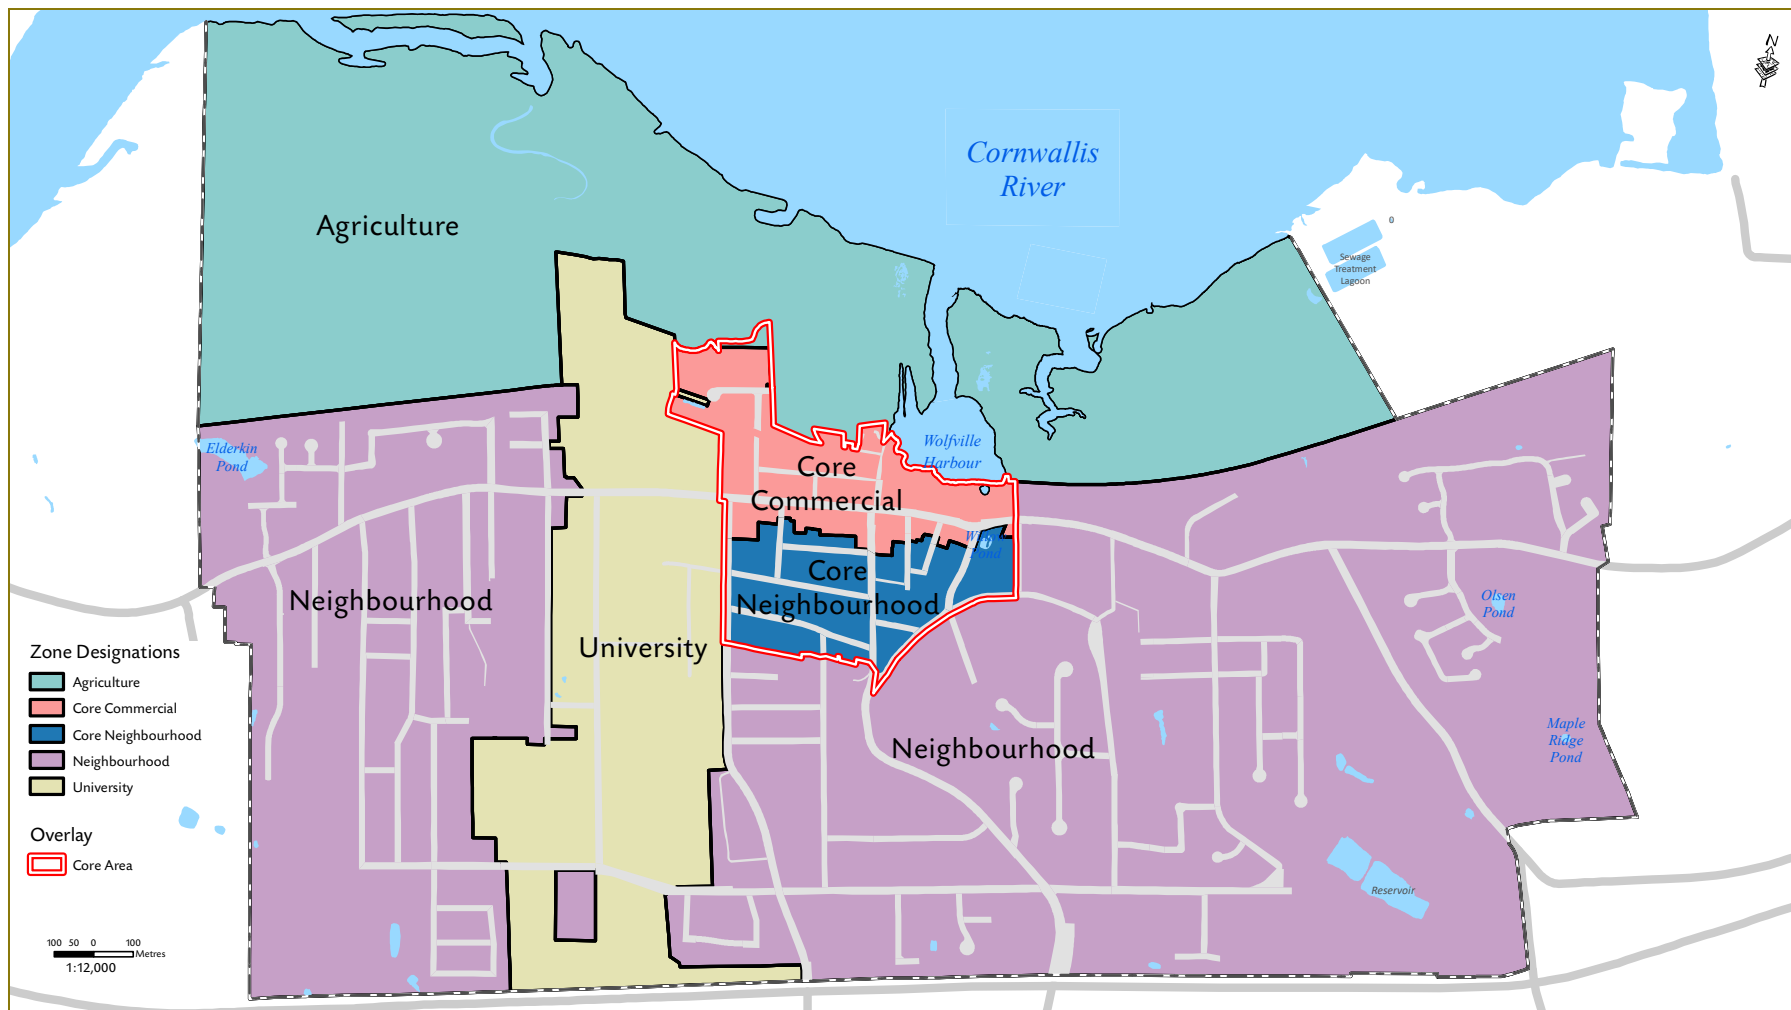 N
Cornwallis
River
Agriculture
Sewage
Treatment
Lagoon
Elderkin
Pond
Wolfville
Harbour
Core
Commercial
Pond
Core
Neighbourhood
Neighbourhood
University
Olsen
Pond
Maple
Ridge
Pond
Neighbourhood
Reservoir
Zone Designations
Agriculture
Core Commercial
Core Neighbourhood
Neighbourhood
University
Overlay
Core Area
100 50 0 100
Metres
1:12,000